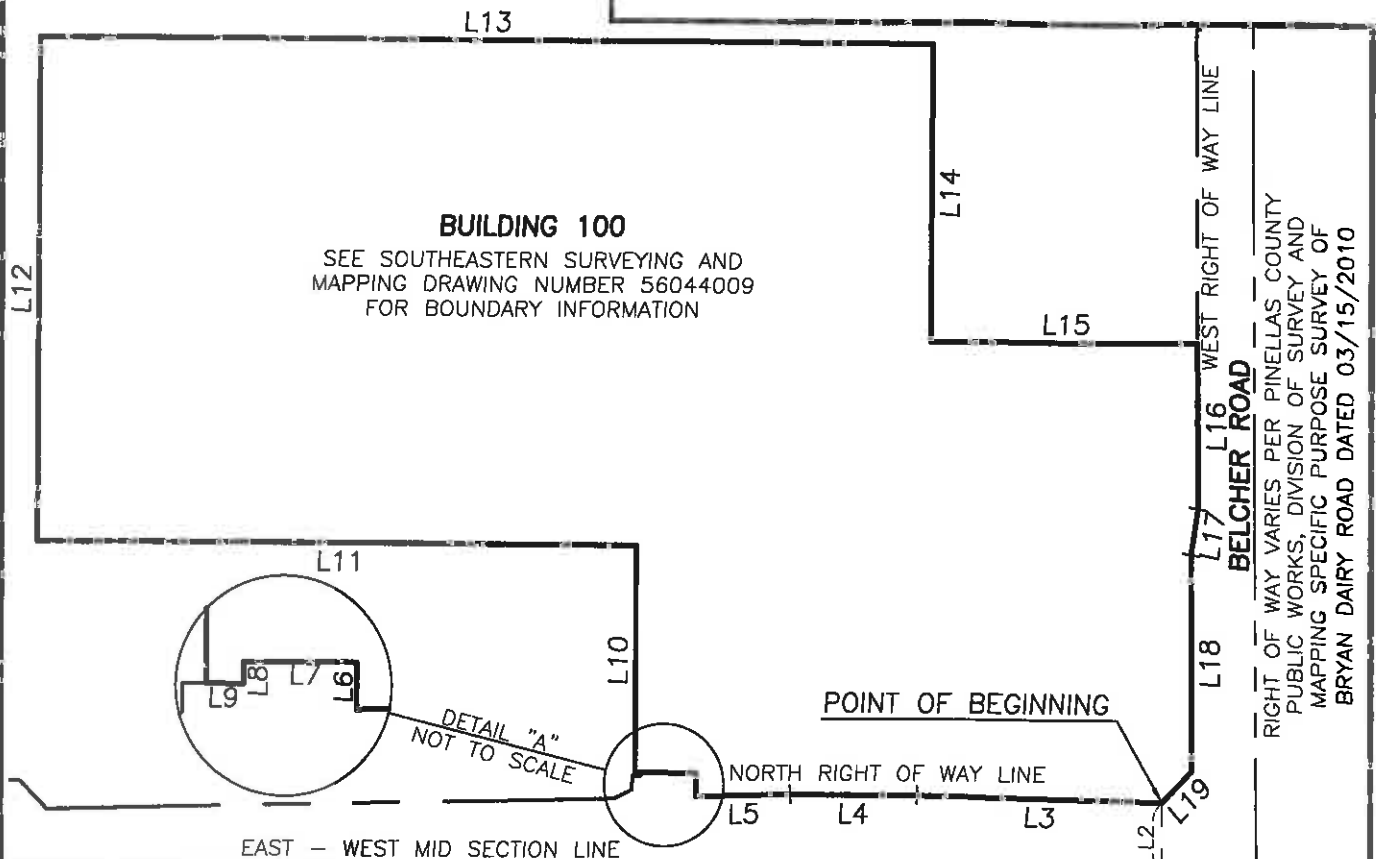 L13
L12
L14
BUILDING 100
SEE SOUTHEASTERN SURVEYING AND
MAPPING DRAWING NUMBER 56044009
FOR BOUNDARY INFORMATION
L15
WEST RIGHT OF WAY LINE
L16
BELCHER ROAD
RIGHT OF WAY VARIES PER PINELLAS COUNTY
PUBLIC WORKS, DIVISION OF SURVEY AND
MAPPING SPECIFIC PURPOSE SURVEY OF
BRYAN DAIRY ROAD DATED 03/15/2010
L17
L11
L10
L18
L9
L8
L7
L6
DETAIL "A"
NOT TO SCALE
POINT OF BEGINNING
NORTH RIGHT OF WAY LINE
L5
L4
L3
L19
L2
EAST – WEST MID SECTION LINE